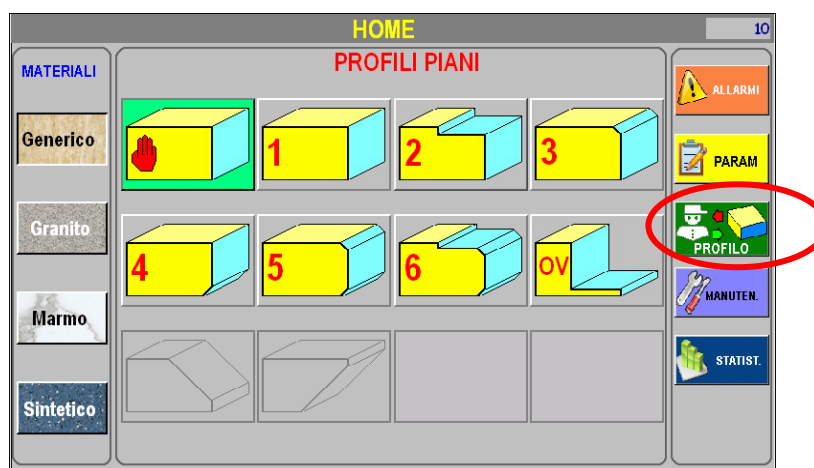 HOME
10
MATERIALI
Generico
Granito
Marmo
Sintetico
PROFILI PIANI
1
2
3
4
5
6
OV
ALLARMI
PARAM
PROFILO
MANUTEN.
STATIST.